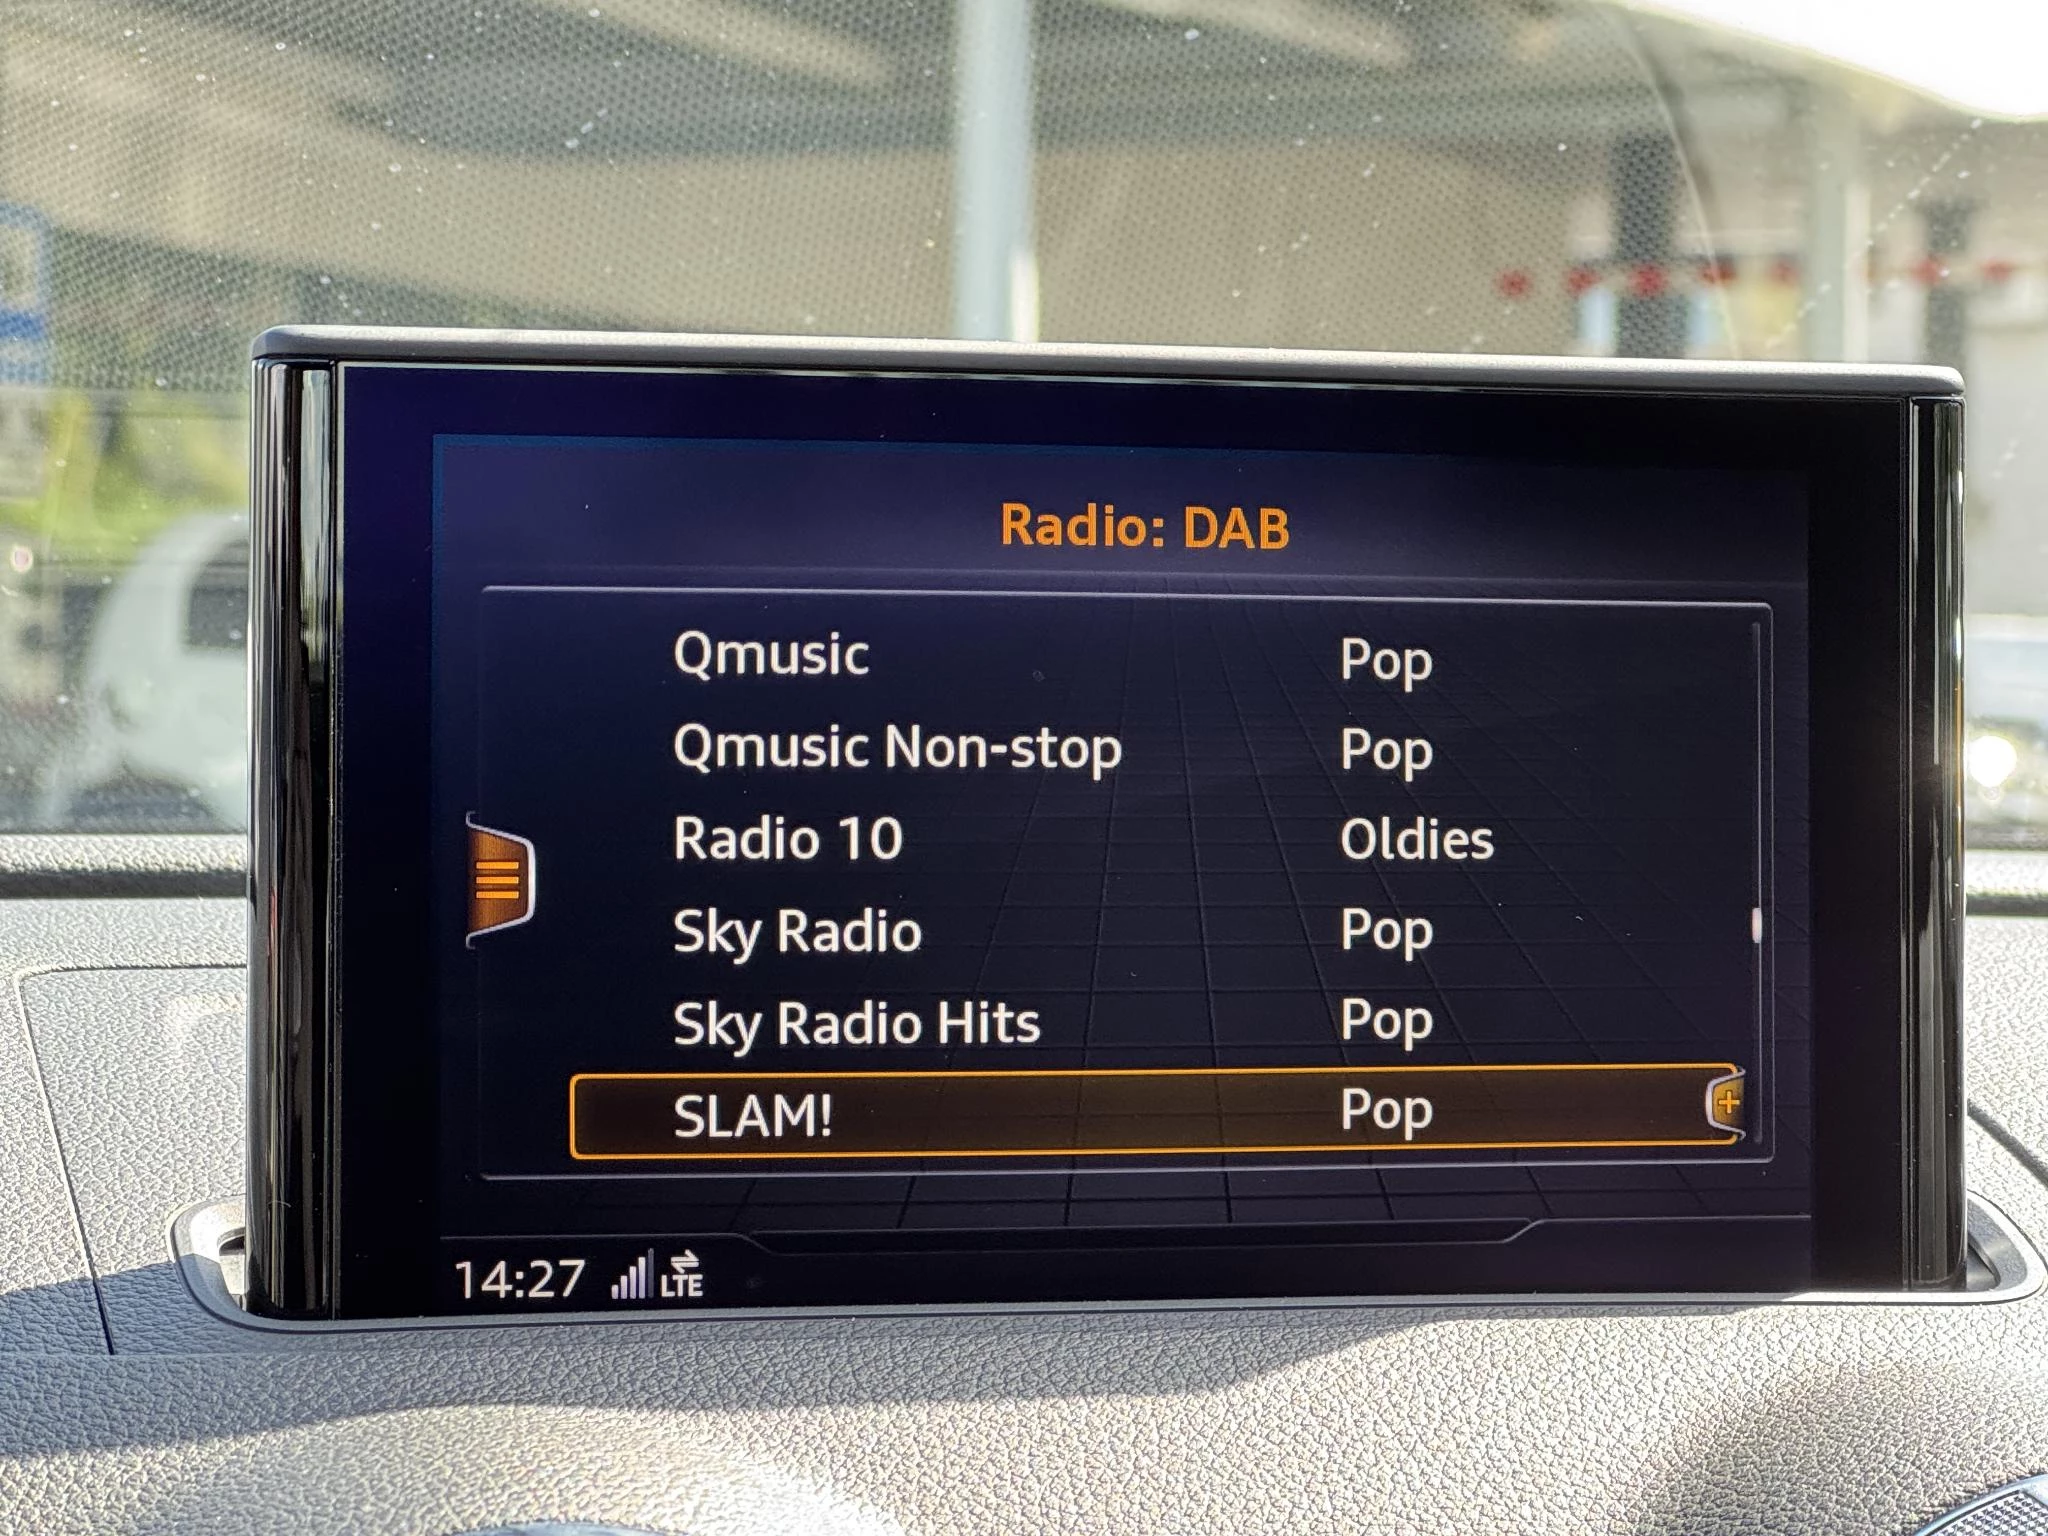 Radio: DAB
Qmusic Pop
Qmusic Non-stop Pop
Radio 10 Oldies
Sky Radio Pop
Sky Radio Hits Pop
SLAM! Pop
14:27 LTE